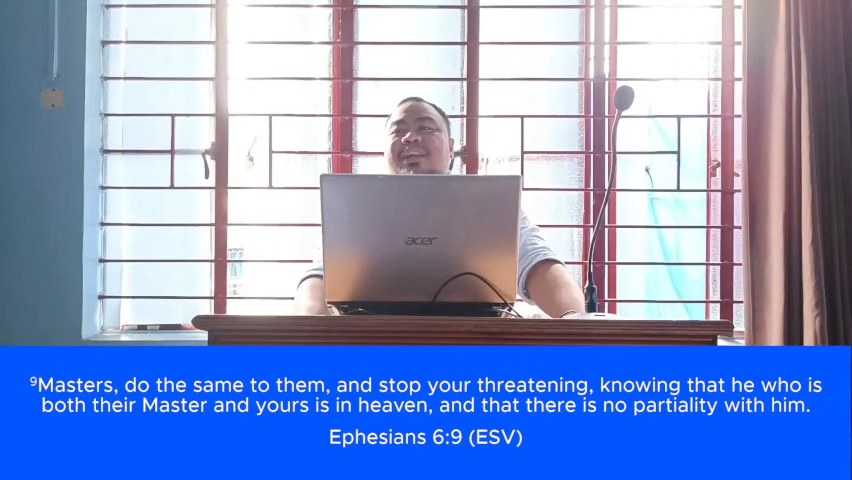 acer
⁹Masters, do the same to them, and stop your threatening, knowing that he who is
both their Master and yours is in heaven, and that there is no partiality with him.
Ephesians 6:9 (ESV)